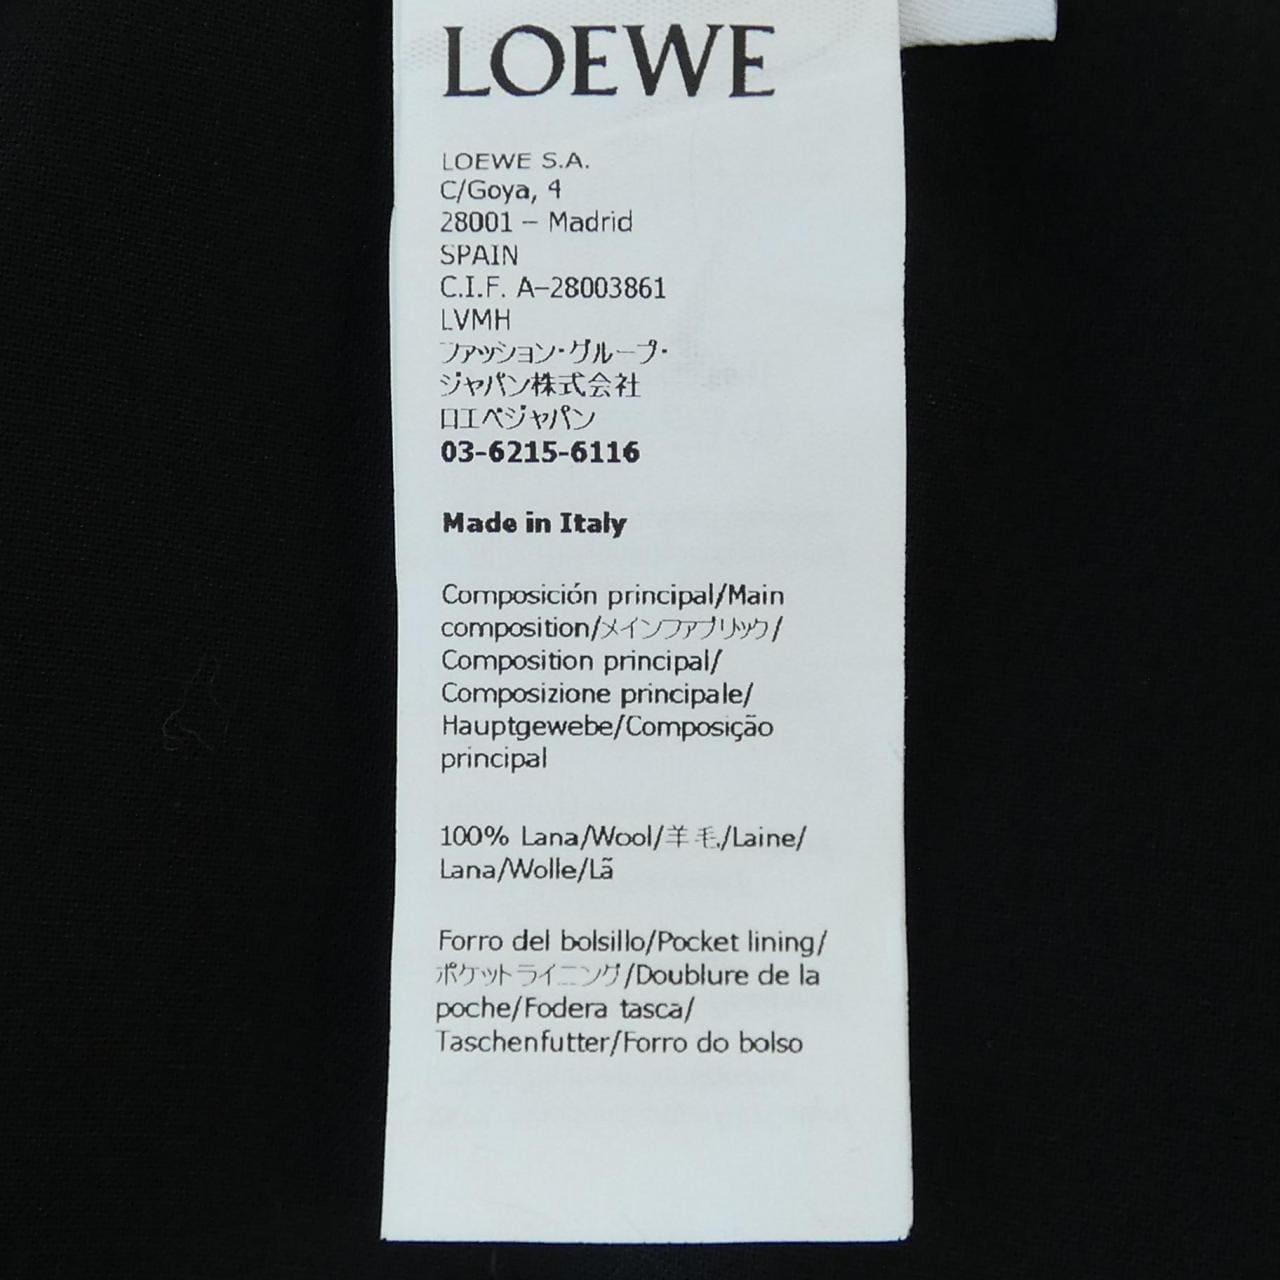 LOEWE
LOEWE S.A.
C/Goya, 4
28001 – Madrid
SPAIN
C.I.F. A–28003861
LVMH
ファッション・グループ・
ジャパン株式会社
ロエベジャパン
03-6215-6116
Made in Italy
Composición principal/Main
composition/メインファブリック/
Composition principal/
Composizione principale/
Hauptgewebe/Composição
principal
100% Lana/Wool/羊毛/Laine/
Lana/Wolle/Lã
Forro del bolsillo/Pocket lining/
ポケットライニング/Doublure de la
poche/Fodera tasca/
Taschenfutter/Forro do bolso